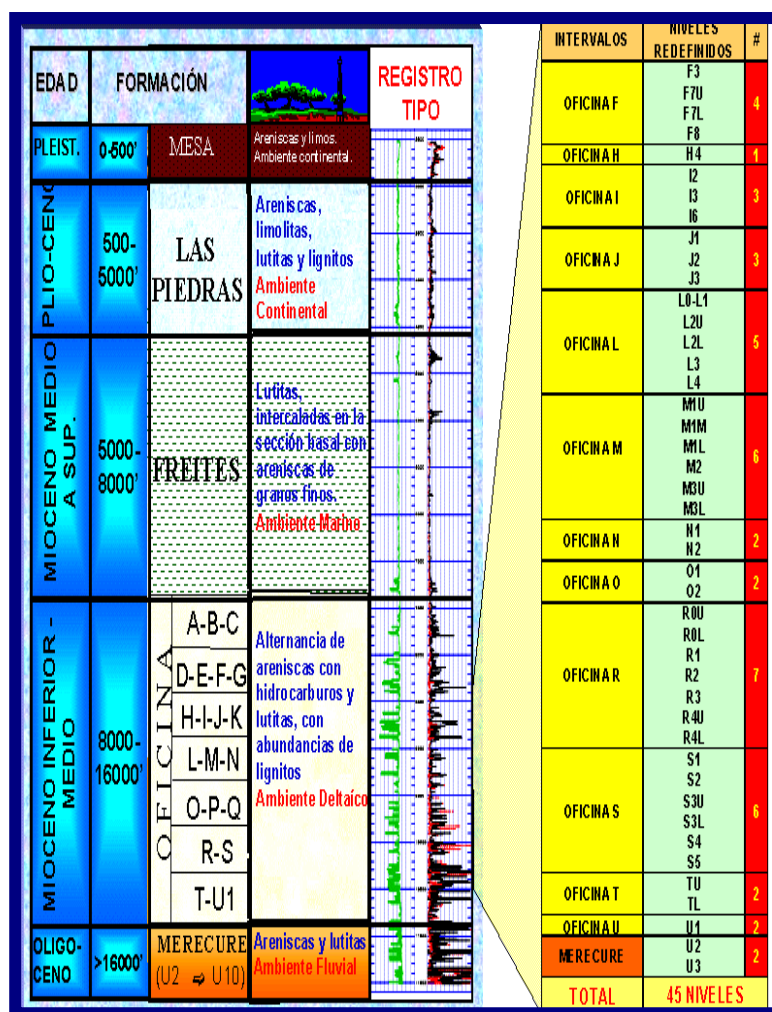 EDAD
FORMACIÓN
REGISTRO
TIPO
PLEIST.
0-500'
MESA
Areniscas y limos.
Ambiente continental.
PLIO-CENO
500-
5000'
LAS
PIEDRAS
Areniscas,
limolitas,
lutitas y lignitos
Ambiente
Continental
MIOCENO MEDIO
A SUP.
5000-
8000'
FREITES
Lutitas,
intercaladas en la
sección basal con
areniscas de
granos finos.
Ambiente Marino
MIOCENO INFERIOR -
MEDIO
8000-
16000'
OFICINA
A-B-C
D-E-F-G
H-I-J-K
L-M-N
O-P-Q
R-S
T-U1
Alternancia de
areniscas con
hidrocarburos y
lutitas, con
abundancias de
lignitos
Ambiente Deltaíco
OLIGO-
CENO
>16000'
MERECURE
(U2 ⇨ U10)
Areniscas y lutitas
Ambiente Fluvial
INTERVALOS
NIVELES
REDEFINIDOS
#
OFICINA F
F3
F7U
F7L
F8
4
OFICINA H
H4
1
OFICINA I
I2
I3
I6
3
OFICINA J
J1
J2
J3
3
OFICINA L
L0-L1
L2U
L2L
L3
L4
5
OFICINA M
M1U
M1M
M1L
M2
M3U
M3L
6
OFICINA N
N1
N2
2
OFICINA O
O1
O2
2
OFICINA R
R0U
R0L
R1
R2
R3
R4U
R4L
7
OFICINA S
S1
S2
S3U
S3L
S4
S5
6
OFICINA T
TU
TL
2
OFICINA U
U1
2
MERECURE
U2
U3
2
TOTAL
45 NIVELES